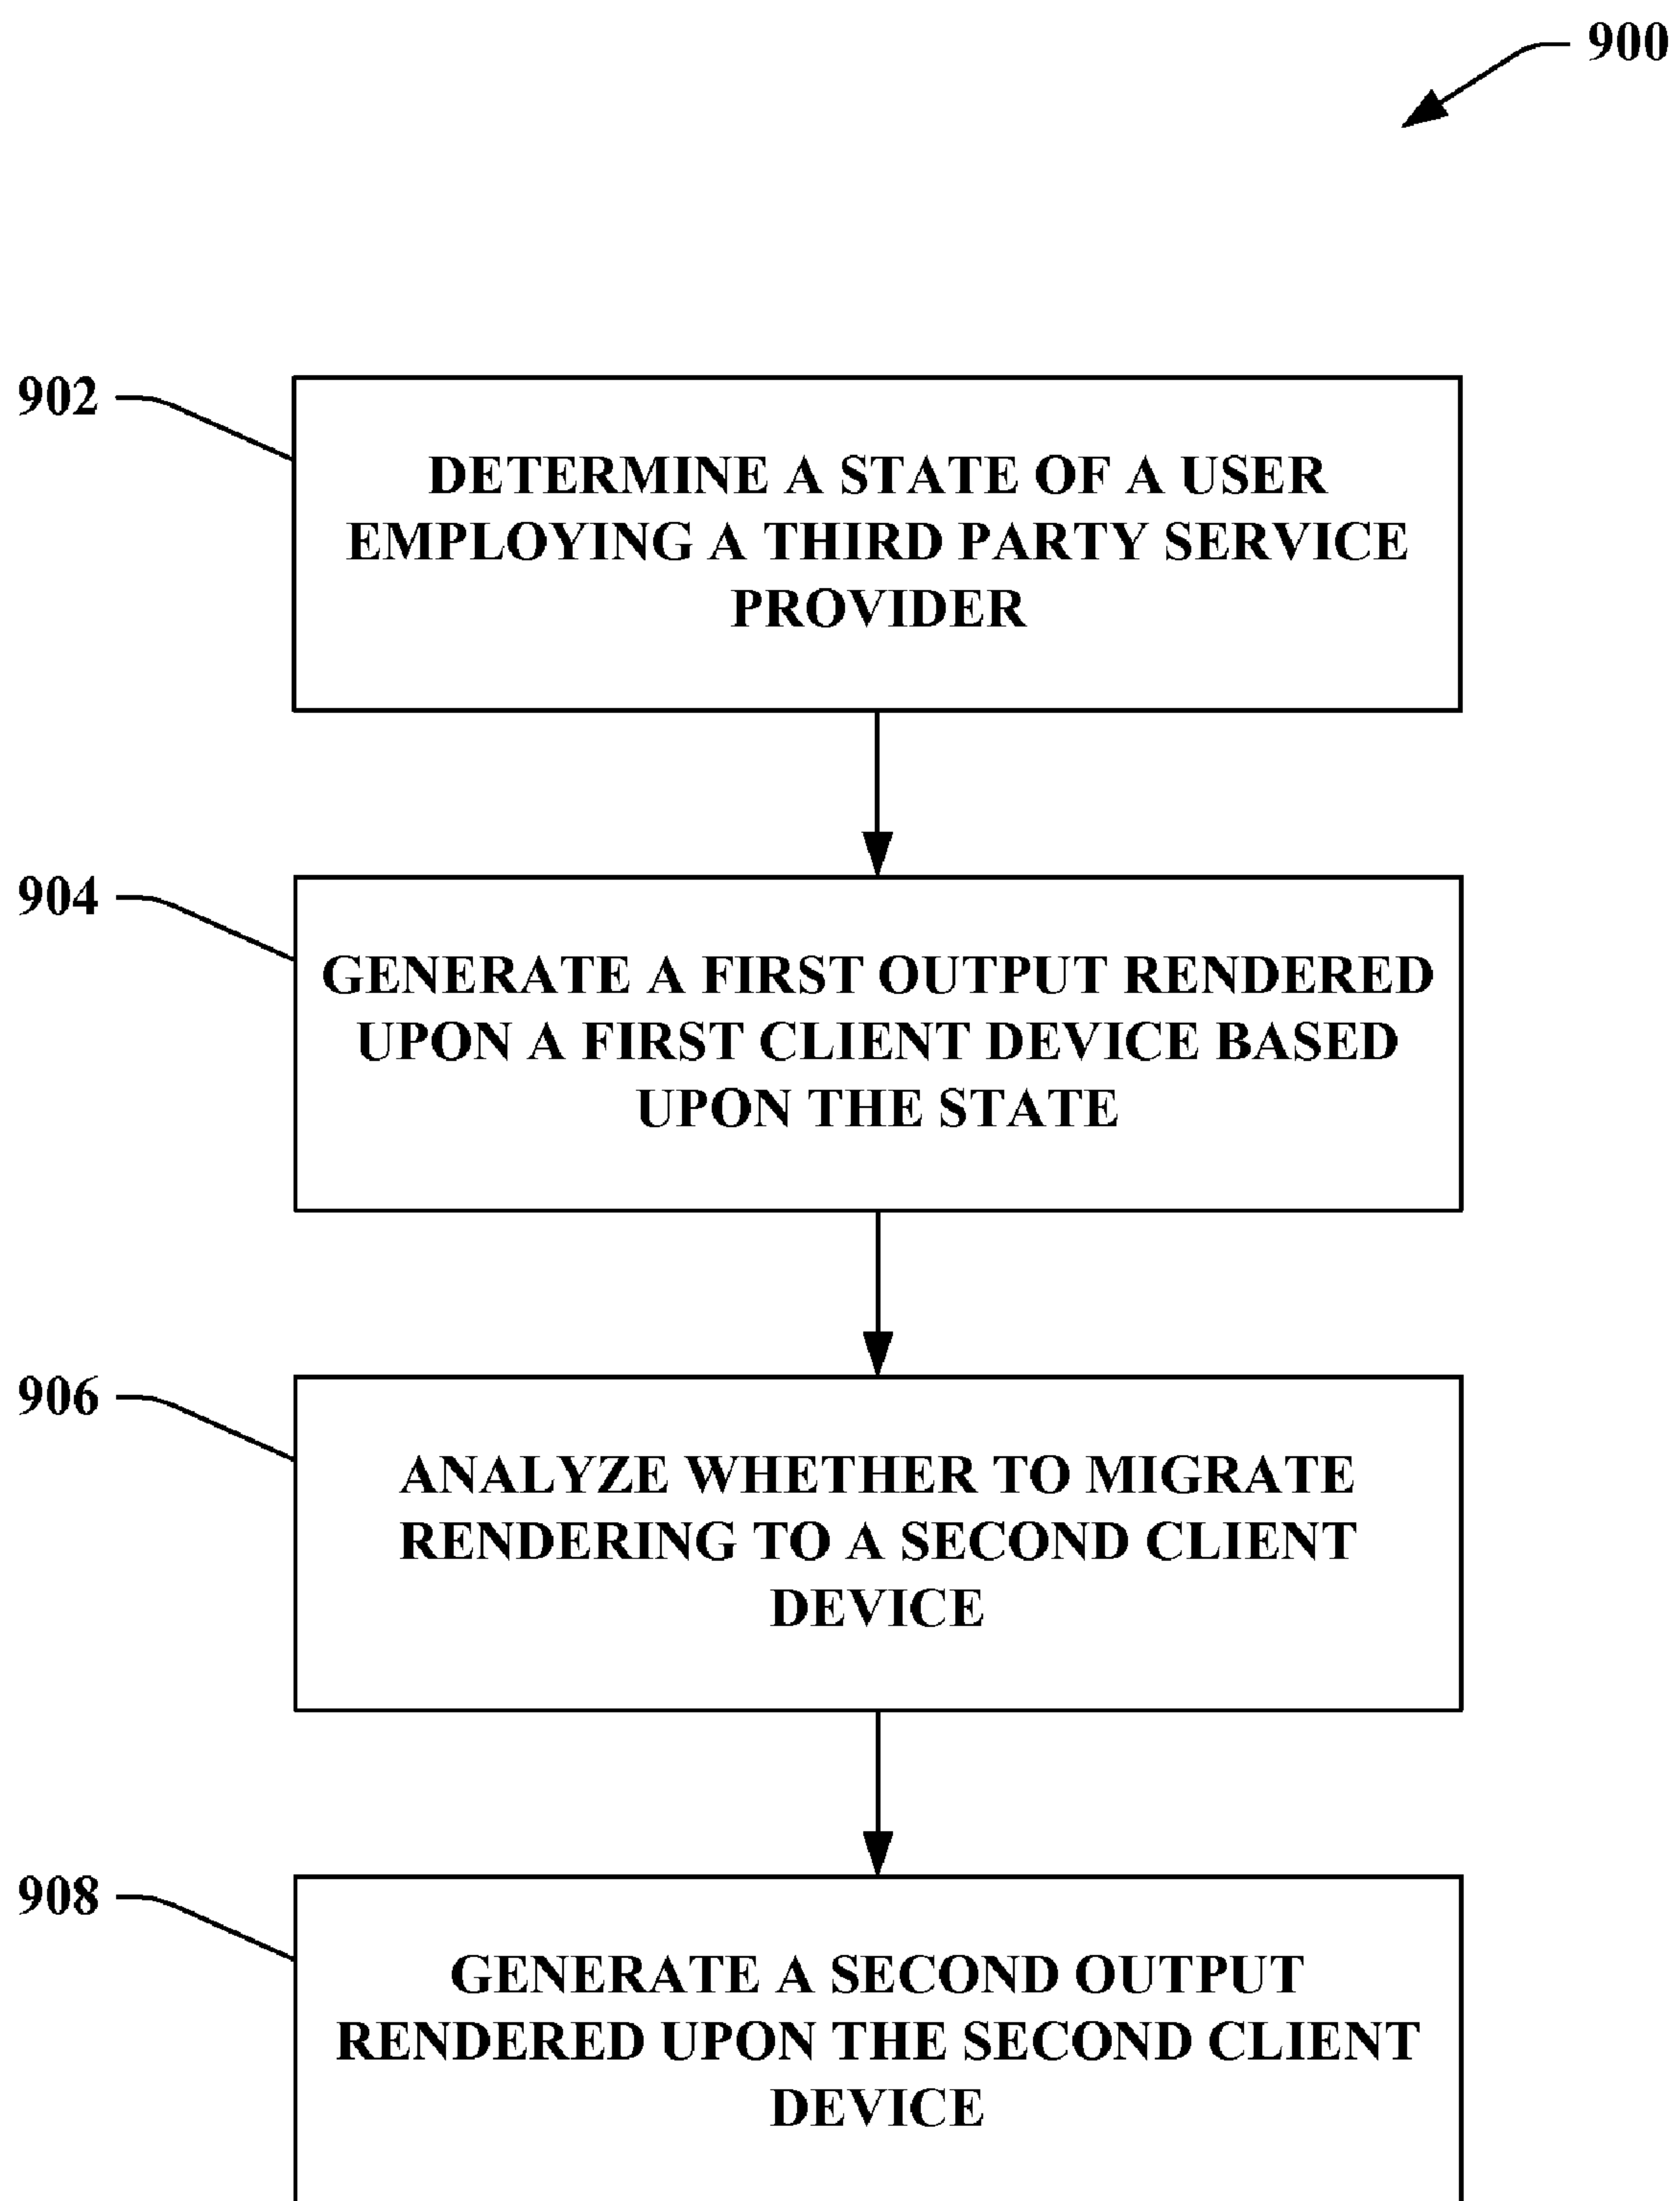 900
902
DETERMINE A STATE OF A USER
EMPLOYING A THIRD PARTY SERVICE
PROVIDER
904
GENERATE A FIRST OUTPUT RENDERED
UPON A FIRST CLIENT DEVICE BASED
UPON THE STATE
906
ANALYZE WHETHER TO MIGRATE
RENDERING TO A SECOND CLIENT
DEVICE
908
GENERATE A SECOND OUTPUT
RENDERED UPON THE SECOND CLIENT
DEVICE